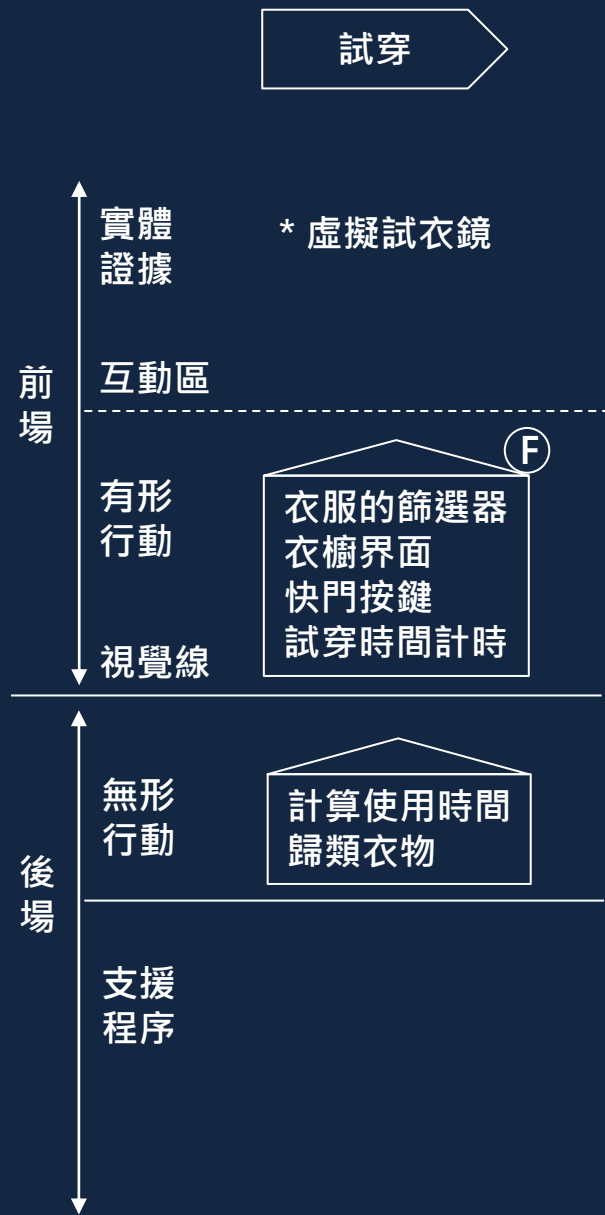 試穿
實體
證據
* 虛擬試衣鏡
互動區
前
場
F
有形
行動
衣服的篩選器
衣櫥界面
快門按鍵
試穿時間計時
視覺線
無形
行動
計算使用時間
歸類衣物
後
場
支援
程序